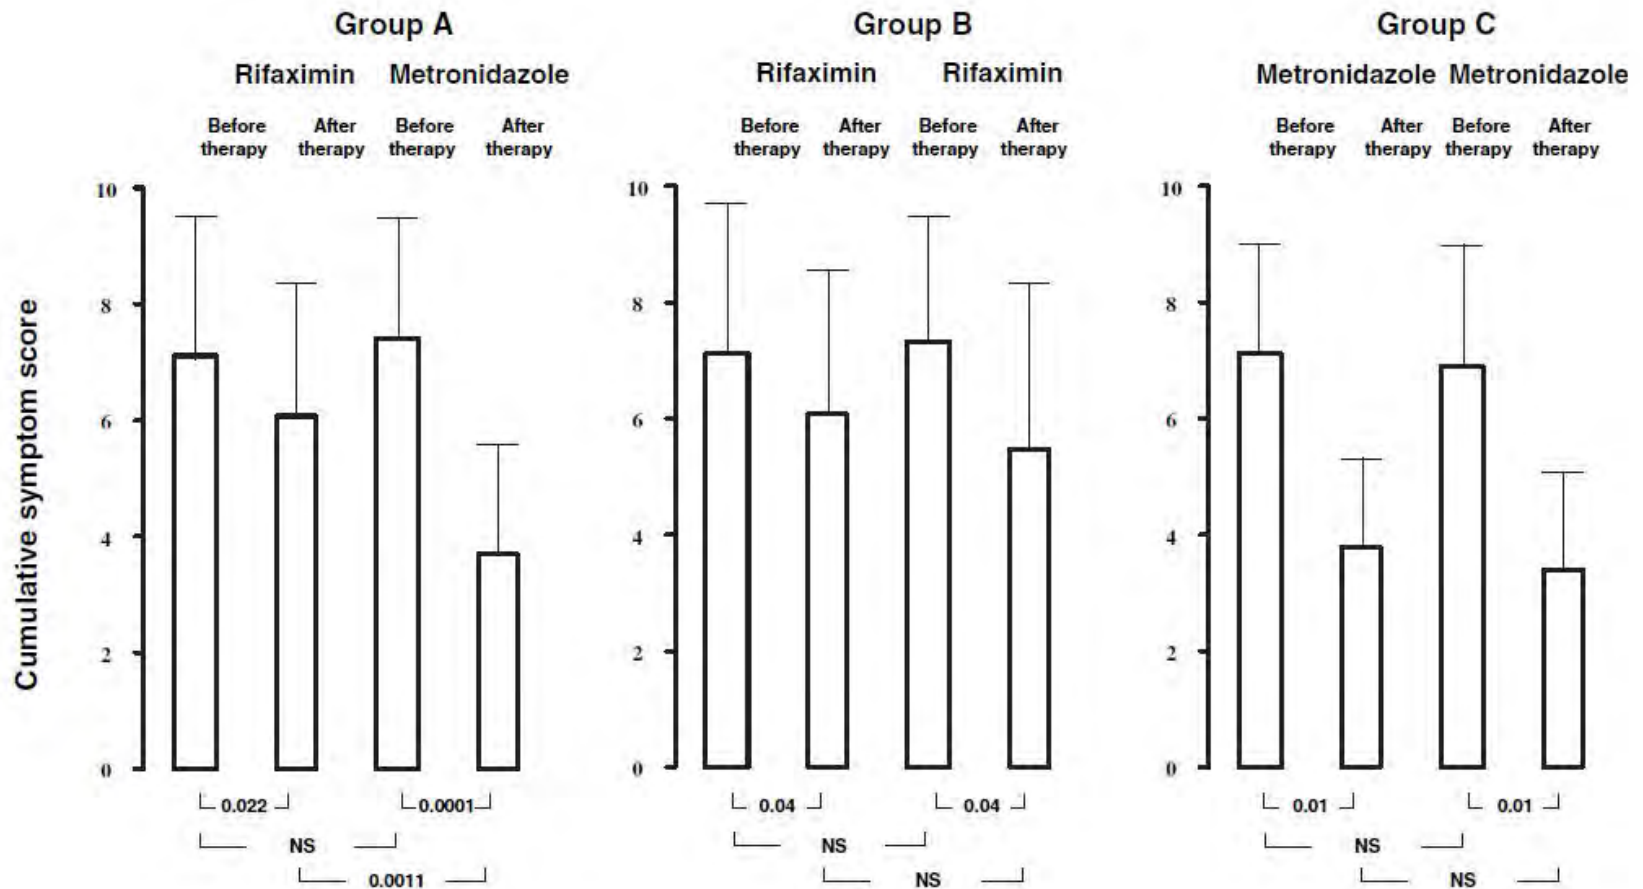 Group A
Group B
Group C
Rifaximin Metronidazole
Rifaximin Rifaximin
Metronidazole Metronidazole
Before therapy
After therapy
Before therapy
After therapy
Before therapy
After therapy
Before therapy
After therapy
Before therapy
After therapy
Before therapy
After therapy
Cumulative symptom score
10
8
6
4
2
0
10
8
6
4
2
0
10
8
6
4
2
0
0.022 0.0001
NS
0.0011
0.04 0.04
NS
NS
0.01 0.01
NS
NS